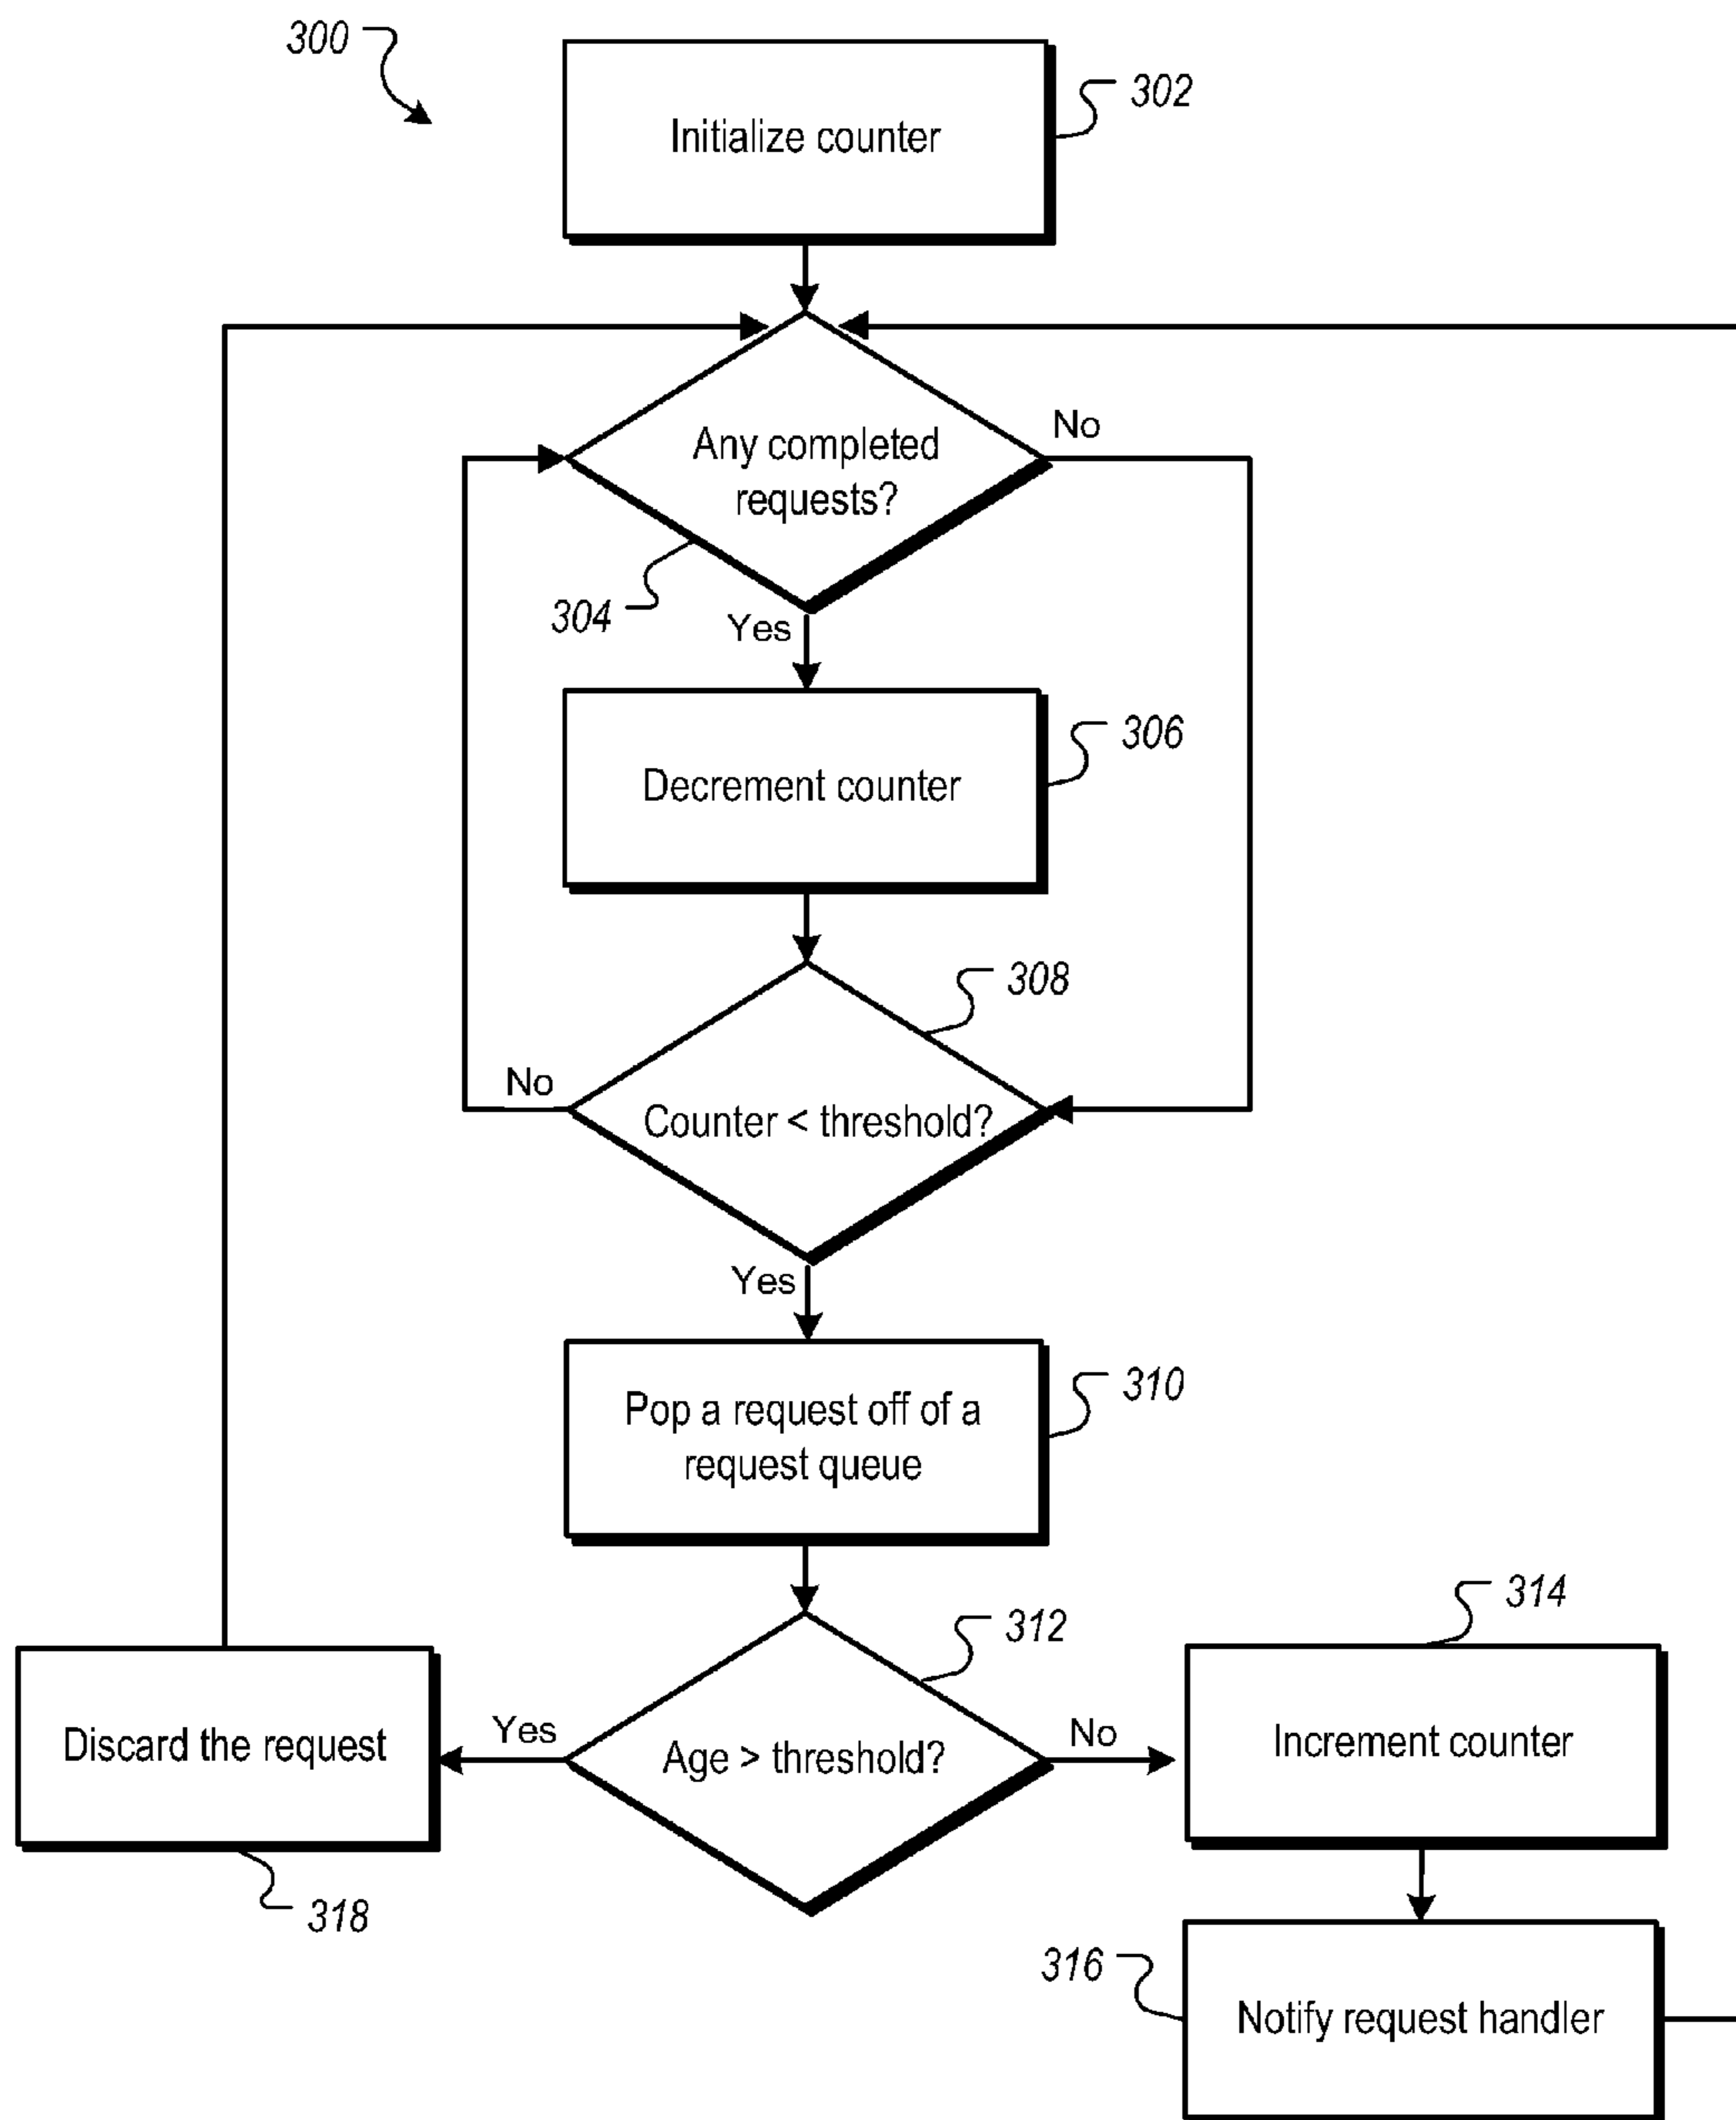 300
302
Initialize counter
No
Any completed
requests?
304
Yes
306
Decrement counter
308
No
Counter < threshold?
Yes
310
Pop a request off of a
request queue
312
314
Discard the request
Yes
Age > threshold?
No
Increment counter
318
316
Notify request handler